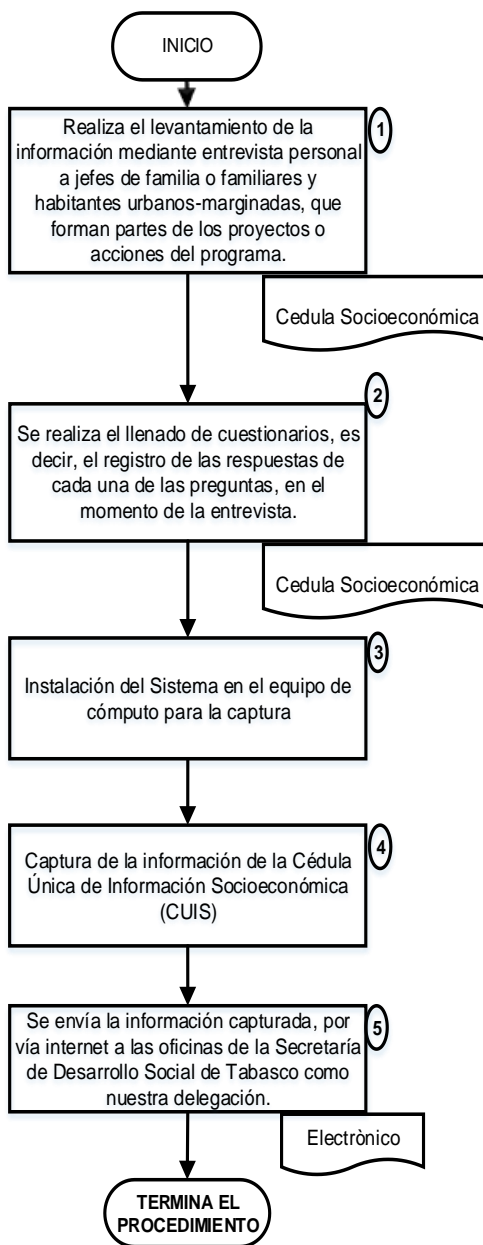 INICIO
1
Realiza el levantamiento de la
información mediante entrevista personal
a jefes de familia o familiares y
habitantes urbanos-marginadas, que
forman partes de los proyectos o
acciones del programa.
Cedula Socioeconómica
2
Se realiza el llenado de cuestionarios, es
decir, el registro de las respuestas de
cada una de las preguntas, en el
momento de la entrevista.
Cedula Socioeconómica
3
Instalación del Sistema en el equipo de
cómputo para la captura
4
Captura de la información de la Cédula
Única de Información Socioeconómica
(CUIS)
5
Se envía la información capturada, por
vía internet a las oficinas de la Secretaría
de Desarrollo Social de Tabasco como
nuestra delegación.
Electrònico
TERMINA EL
PROCEDIMIENTO